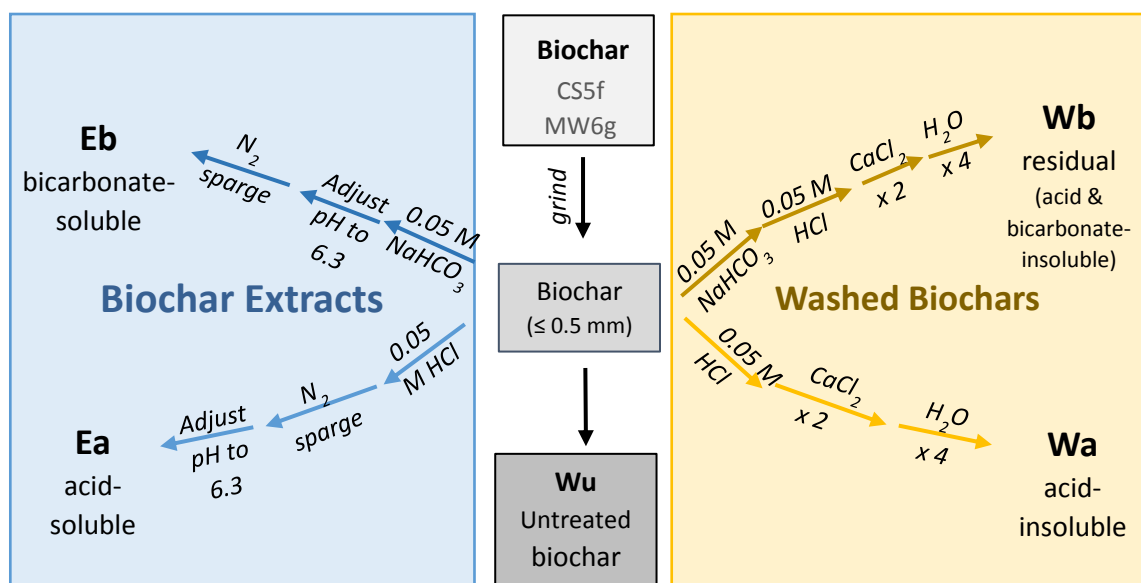 Biochar
CS5f
MW6g
grind
Biochar
(≤ 0.5 mm)
Wu
Untreated
biochar
Biochar Extracts
0.05 M
NaHCO₃
Adjust
pH to
6.3
N₂
sparge
Eb
bicarbonate-
soluble
0.05
M HCl
N₂
sparge
Adjust
pH to
6.3
Ea
acid-
soluble
Washed Biochars
0.05 M
NaHCO₃
0.05 M
HCl
CaCl₂
x 2
H₂O
x 4
Wb
residual
(acid &
bicarbonate-
insoluble)
0.05 M
HCl
CaCl₂
x 2
H₂O
x 4
Wa
acid-
insoluble